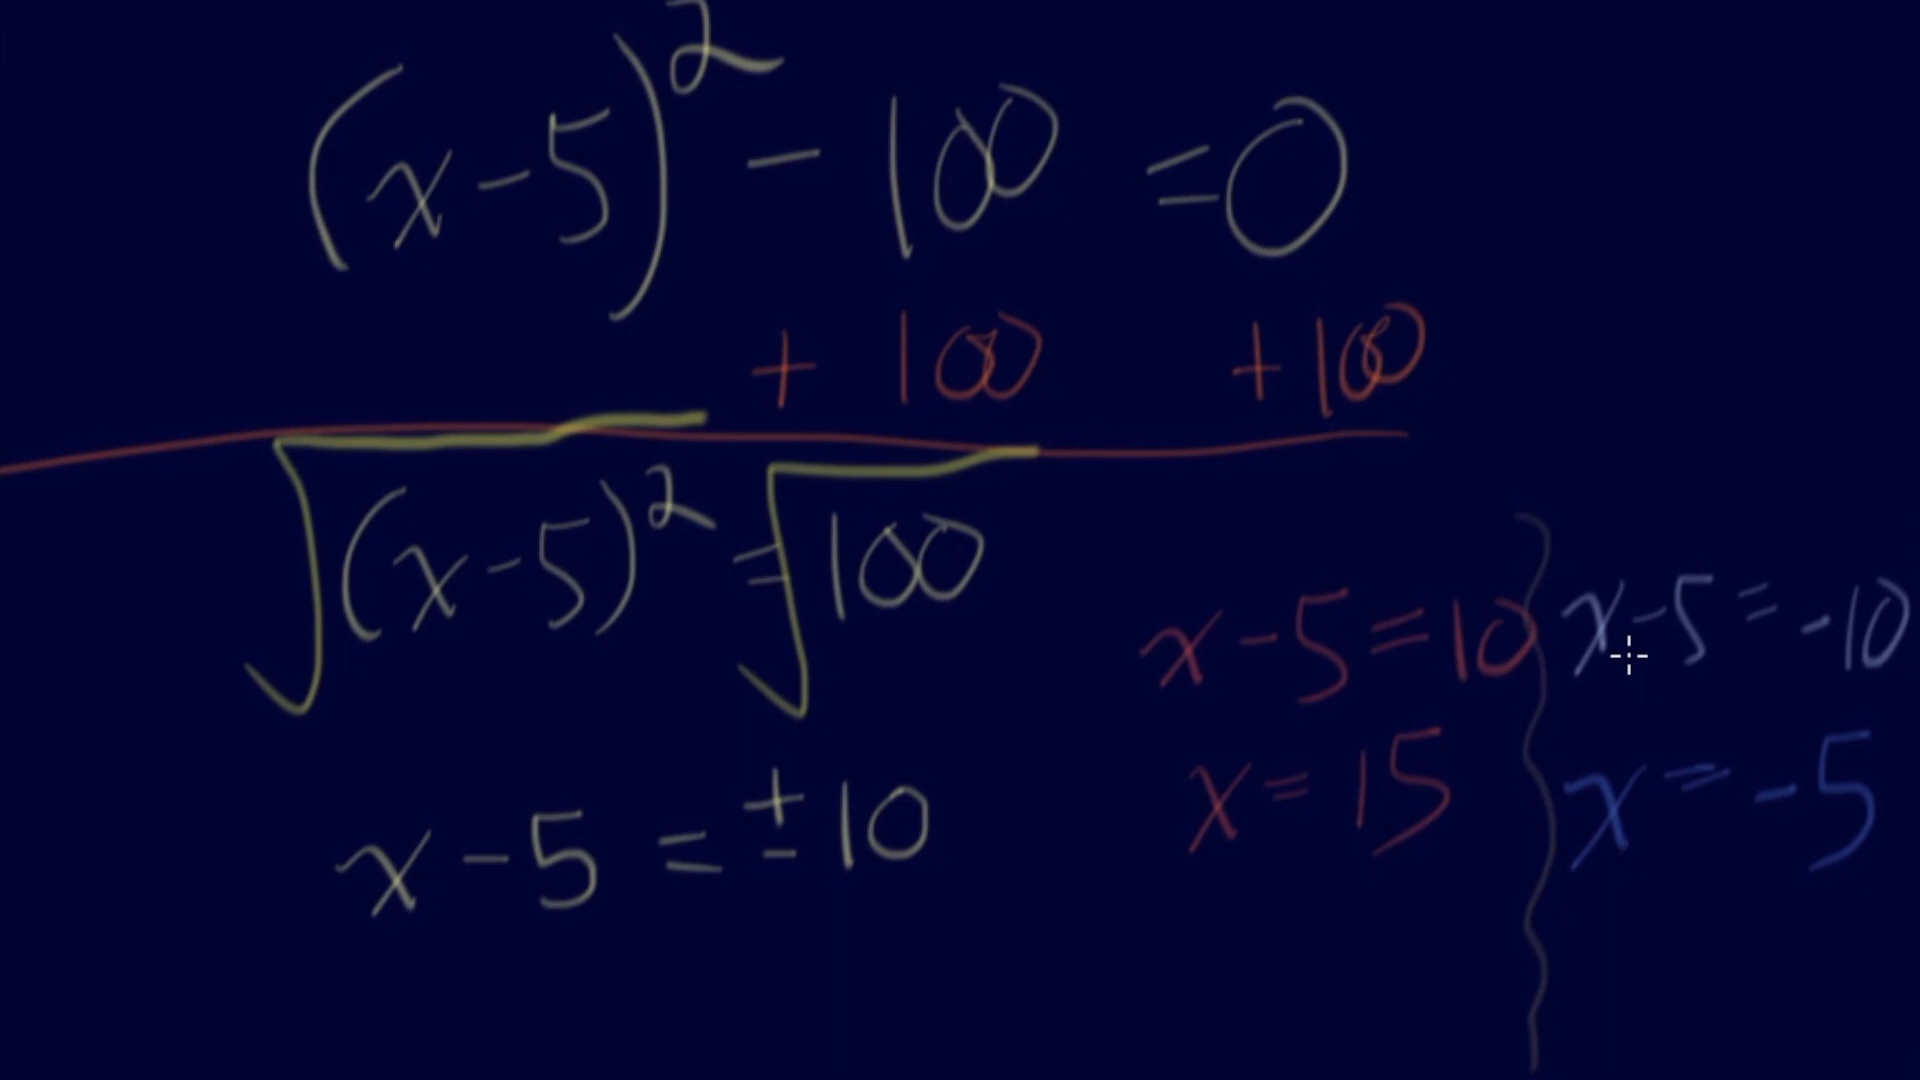 (x-5)² - 100 = 0
+ 100 +100
√(x-5)² = √100
x-5 = ± 10
x-5=10
x= 15
x-5= -10
x= -5